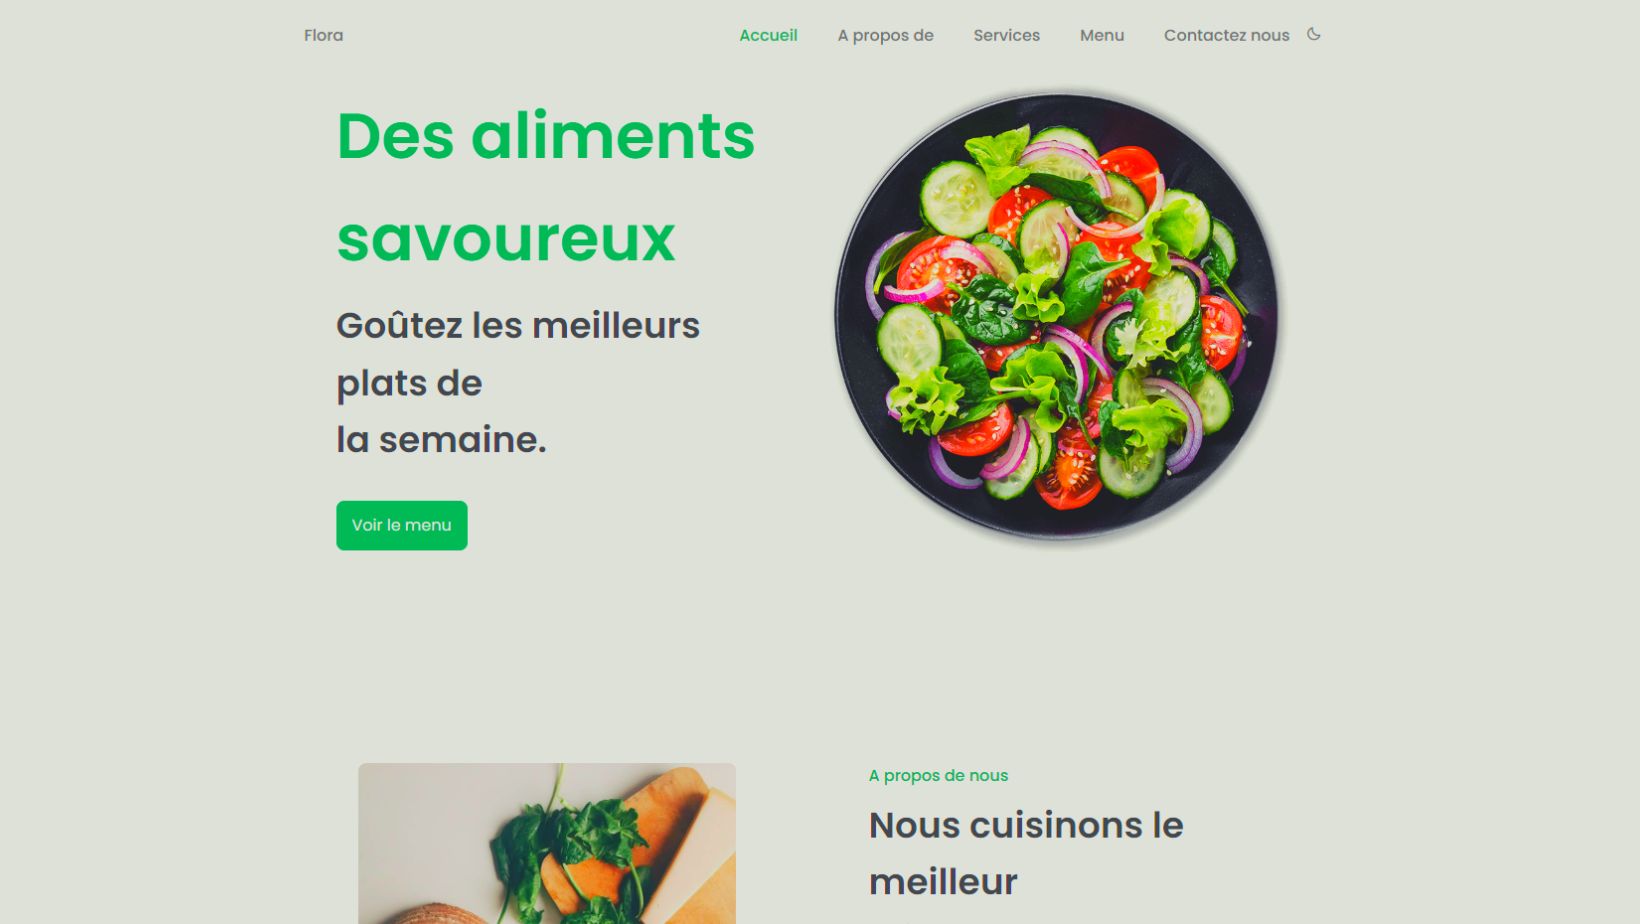 Flora
Accueil
A propos de
Services
Menu
Contactez nous
Des aliments
savoureux
Goûtez les meilleurs
plats de
la semaine.
Voir le menu
A propos de nous
Nous cuisinons le
meilleur